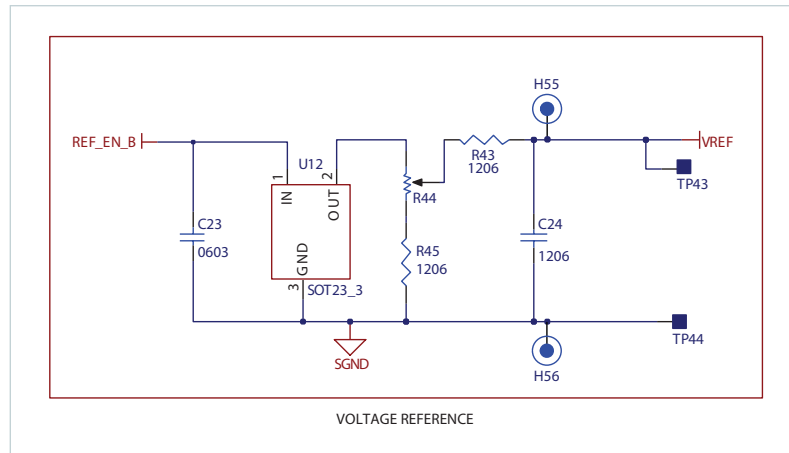 H55
REF_EN_B
VREF
U12
R43
1206
1
2
TP43
IN
OUT
R44
C23
0603
C24
1206
R45
1206
GND
3
SOT23_3
TP44
SGND
H56
VOLTAGE REFERENCE